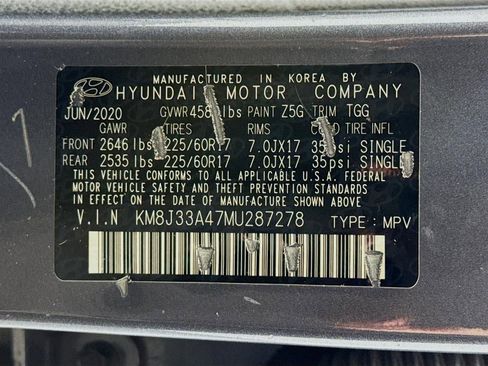 MANUFACTURED IN KOREA BY
HYUNDAI MOTOR COMPANY
JUN/2020 GVWR lbs PAINT Z5G TRIM TGG
GAWR TIRES RIMS COLD TIRE INFL
FRONT 2646 lbs 225/60R17 7.0JX17 35psi SINGLE
REAR 2535 lbs 225/60R17 7.0JX17 35psi SINGLE
THIS VEHICLE CONFORMS TO ALL APPLICABLE U.S.A. FEDERAL
MOTOR VEHICLE SAFETY, BUMPER, AND THEFT PREVENTION STANDARDS
IN EFFECT ON THE DATE OF MANUFACTURE SHOWN ABOVE.
V.I.N KM8J33A47MU287278 TYPE : MPV